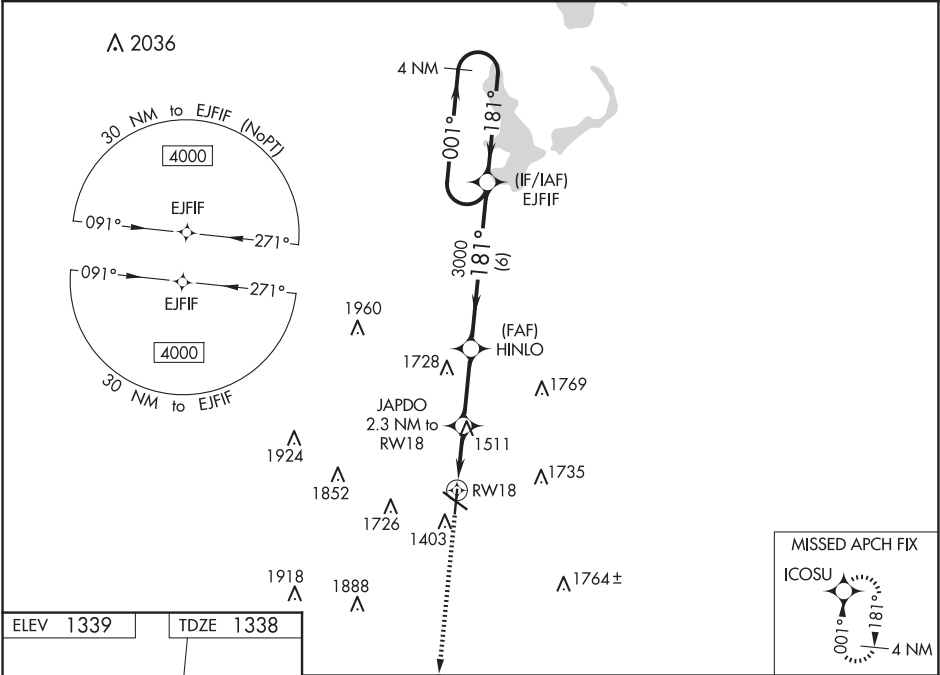 2036
30 NM to EJFIF (NoPT)
4000
EJFIF
091°
271°
091°
271°
EJFIF
4000
30 NM to EJFIF
4 NM
001°
181°
(IF/IAF)
EJFIF
3000
181°
(6)
1960
(FAF)
HINLO
1728
1769
JAPDO
2.3 NM to
RW18
1511
1924
1852
1735
RW18
1726
1403
1918
1888
1764±
MISSED APCH FIX
ICOSU
001°
181°
4 NM
ELEV 1339
TDZE 1338